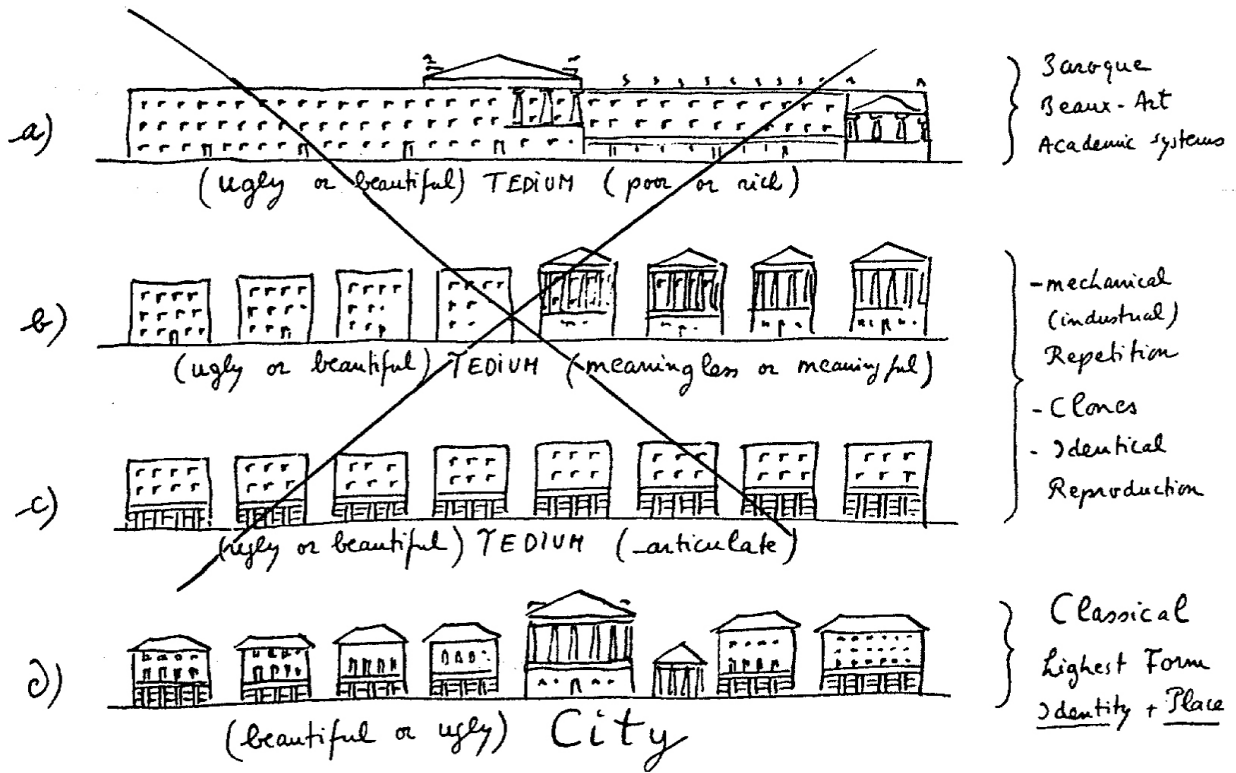 a)
(ugly or beautiful) TEDIUM (poor or rich)
Baroque
Beaux-Art
Academic systems
b)
(ugly or beautiful) TEDIUM (meaningless or meaningful)
- mechanical
(industrial)
Repetition
- Clones
- Identical
Reproduction
c)
(ugly or beautiful) TEDIUM (articulate)
d)
(beautiful or ugly) City
Classical
Highest Form
Identity + Place